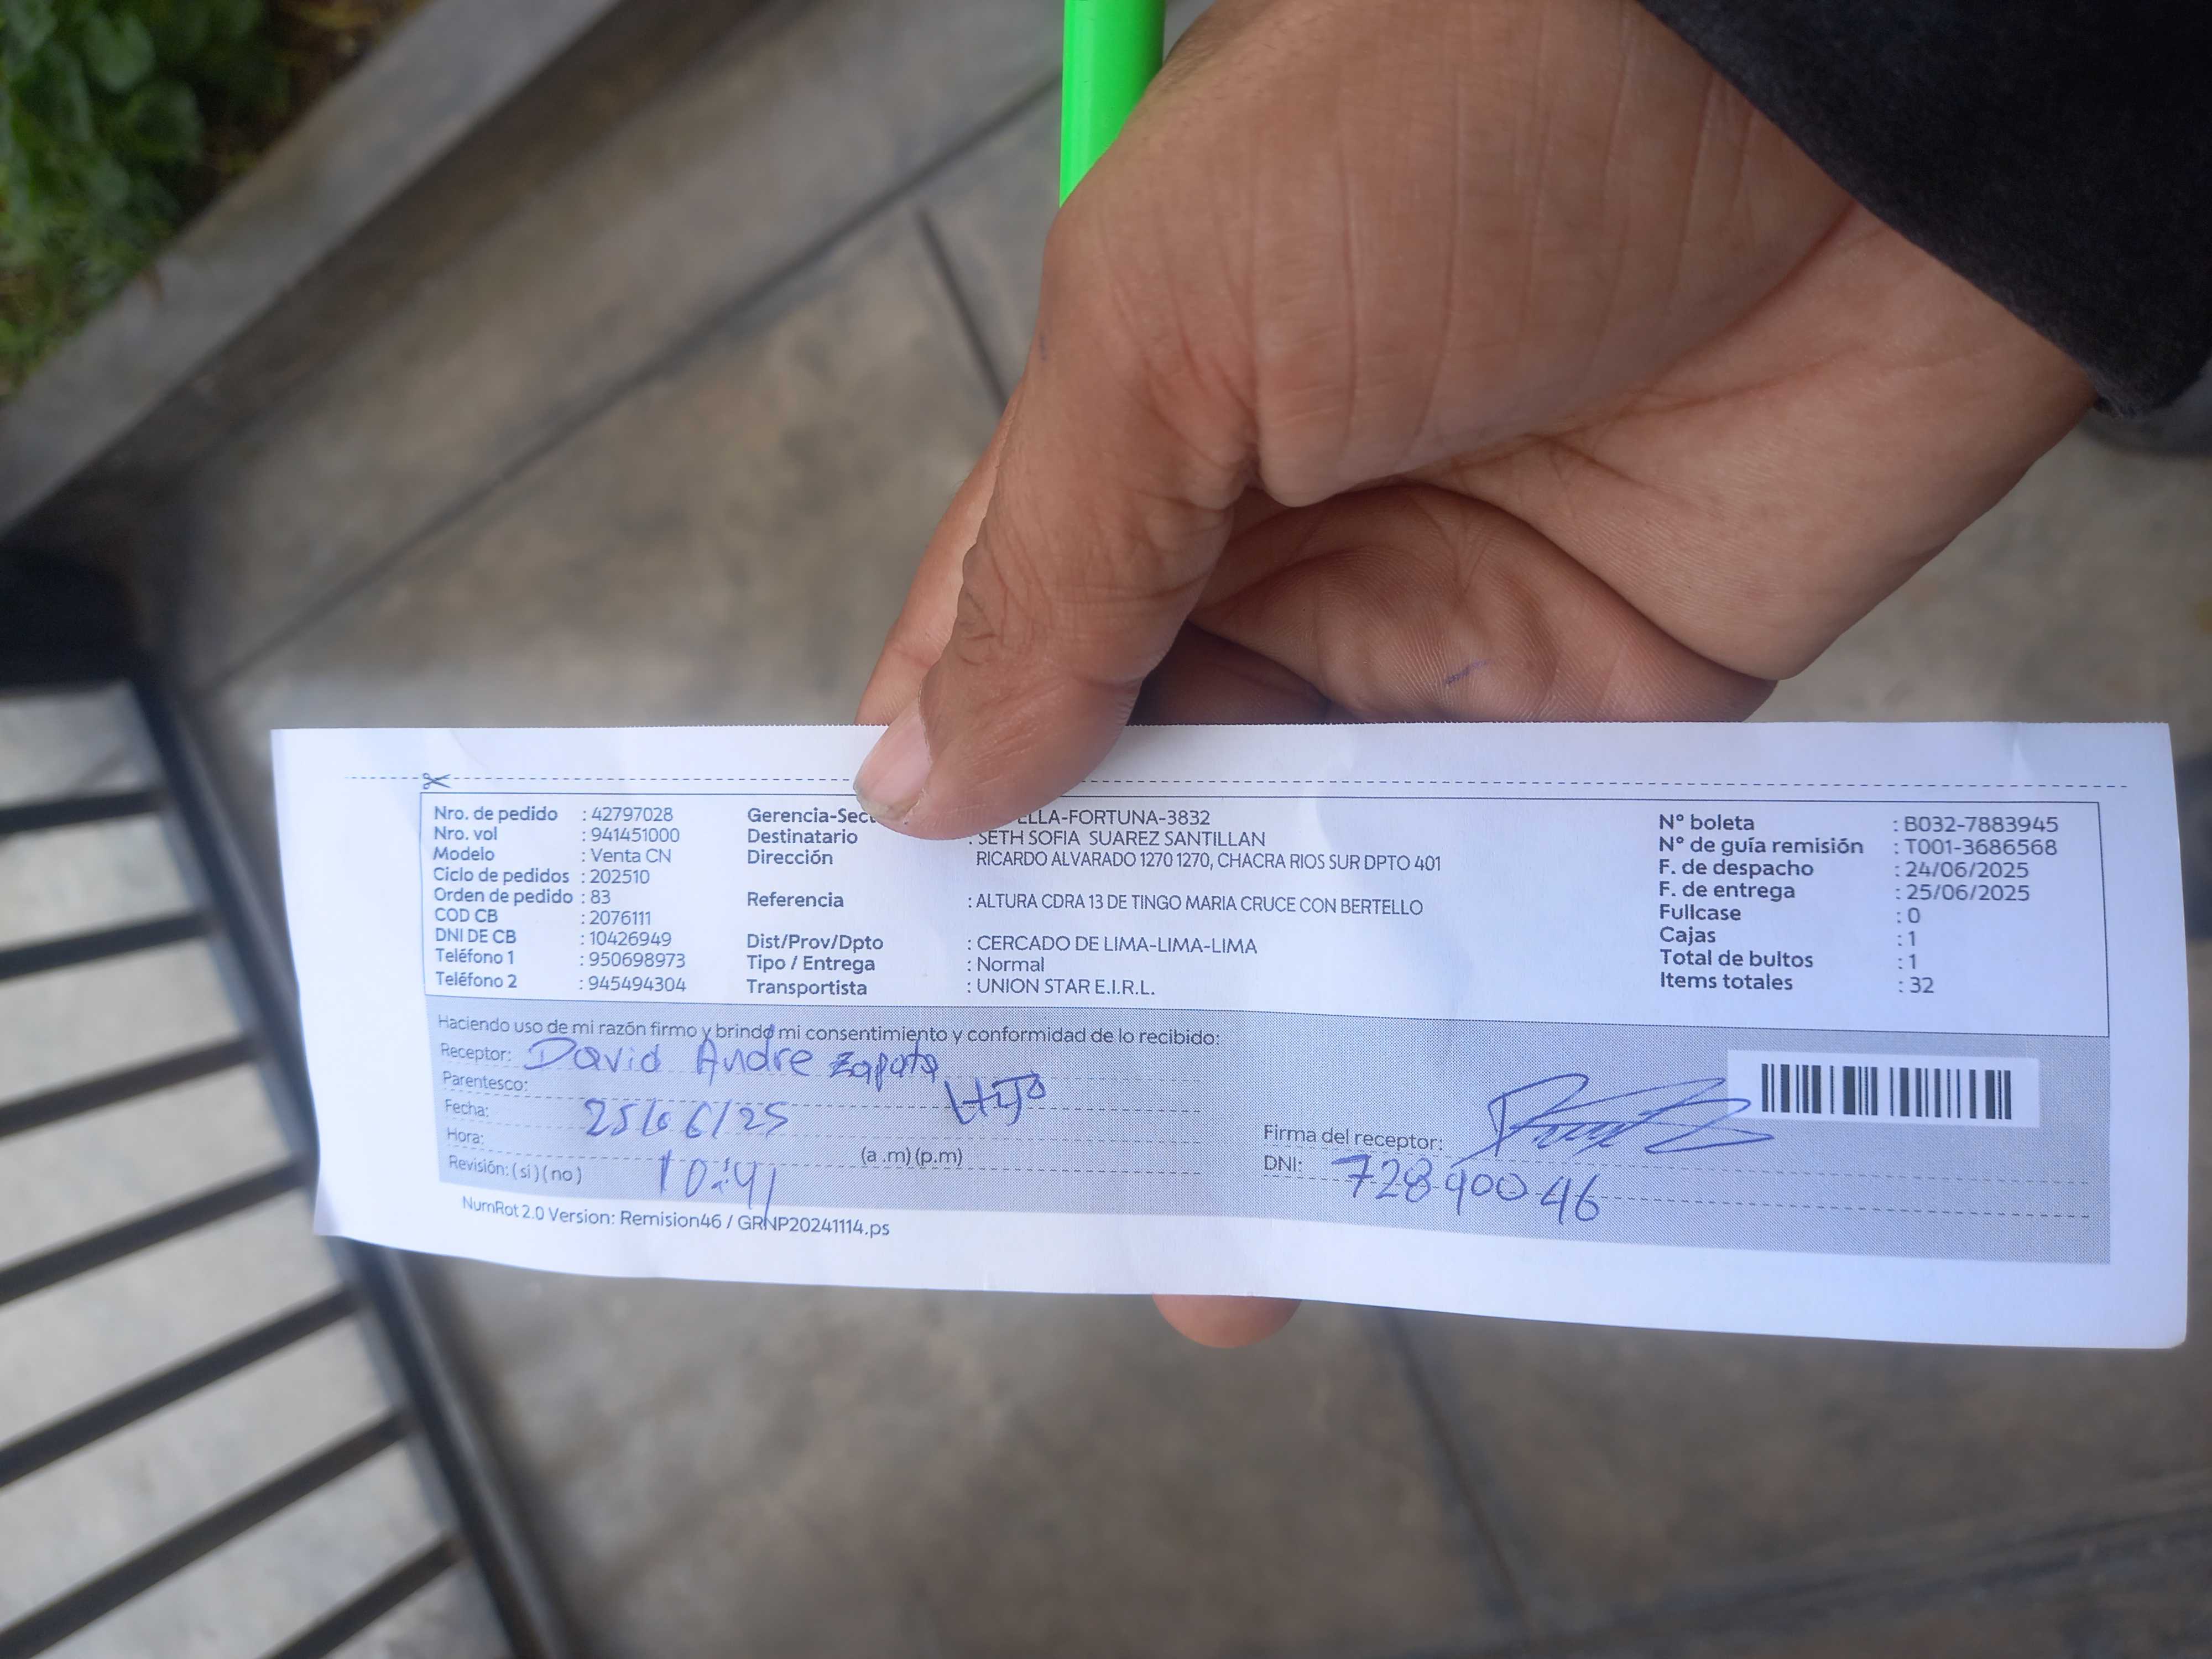 Nro. de pedido : 42797028 Gerencia-Sect ELLA-FORTUNA-3832 N° boleta : B032-7883945
Nro. vol : 941451000 Destinatario : SETH SOFIA SUAREZ SANTILLAN N° de guía remisión : T001-3686568
Modelo : Venta CN Dirección RICARDO ALVARADO 1270 1270, CHACRA RIOS SUR DPTO 401 F. de despacho : 24/06/2025
Ciclo de pedidos : 202510 F. de entrega : 25/06/2025
Orden de pedido : 83 Referencia : ALTURA CDRA 13 DE TINGO MARIA CRUCE CON BERTELLO Fullcase : 0
COD CB : 2076111 Cajas : 1
DNI DE CB : 10426949 Dist/Prov/Dpto : CERCADO DE LIMA-LIMA-LIMA Total de bultos : 1
Teléfono 1 : 950698973 Tipo / Entrega : Normal Items totales : 32
Teléfono 2 : 945494304 Transportista : UNION STAR E.I.R.L.
Haciendo uso de mi razón firmo y brindo mi consentimiento y conformidad de lo recibido:
Receptor: David Andre Zapata
Parentesco: HIJO
Fecha: 25/06/25
Hora: 10:41 (a .m) (p.m) Firma del receptor:
Revisión: (si) (no) DNI: 72890046
NumRot 2.0 Version: Remision46 / GRNP20241114.ps